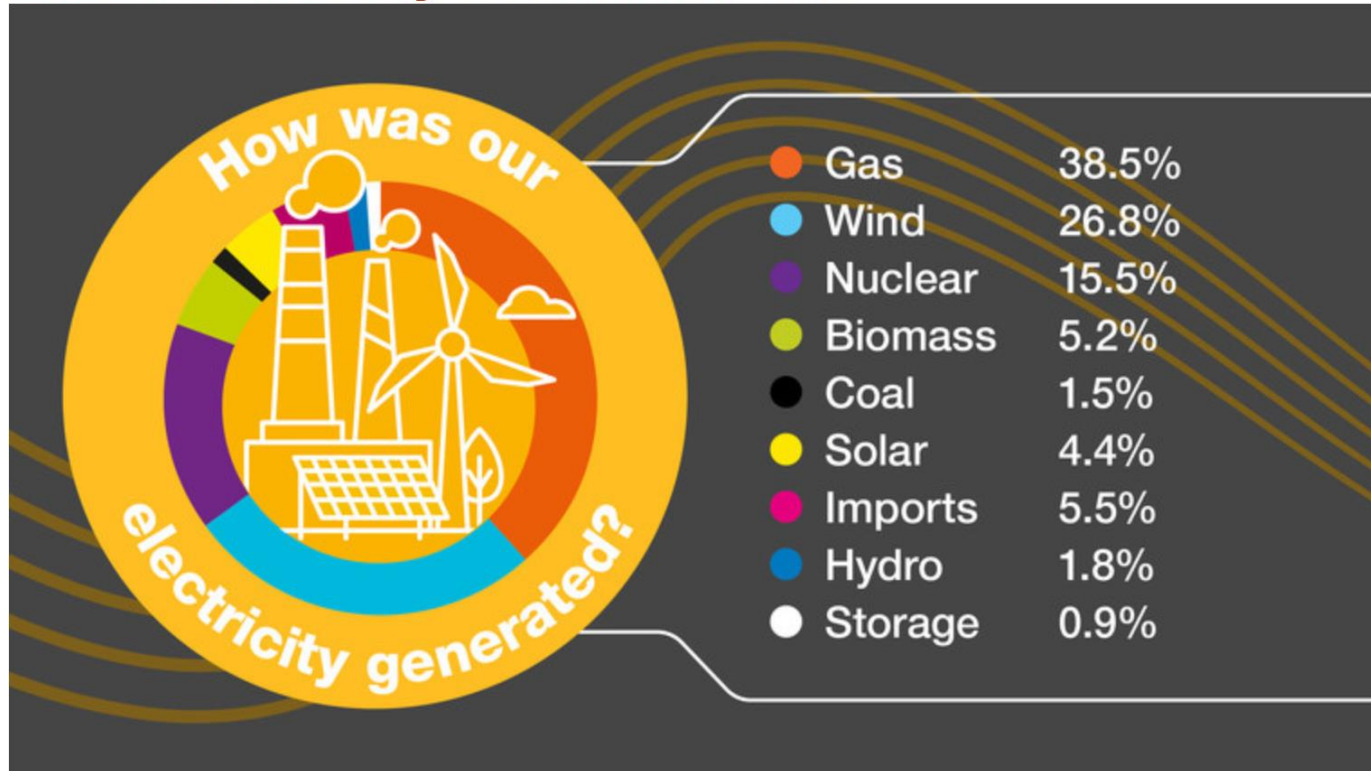 How was our
electricity generated?
Gas 38.5%
Wind 26.8%
Nuclear 15.5%
Biomass 5.2%
Coal 1.5%
Solar 4.4%
Imports 5.5%
Hydro 1.8%
Storage 0.9%